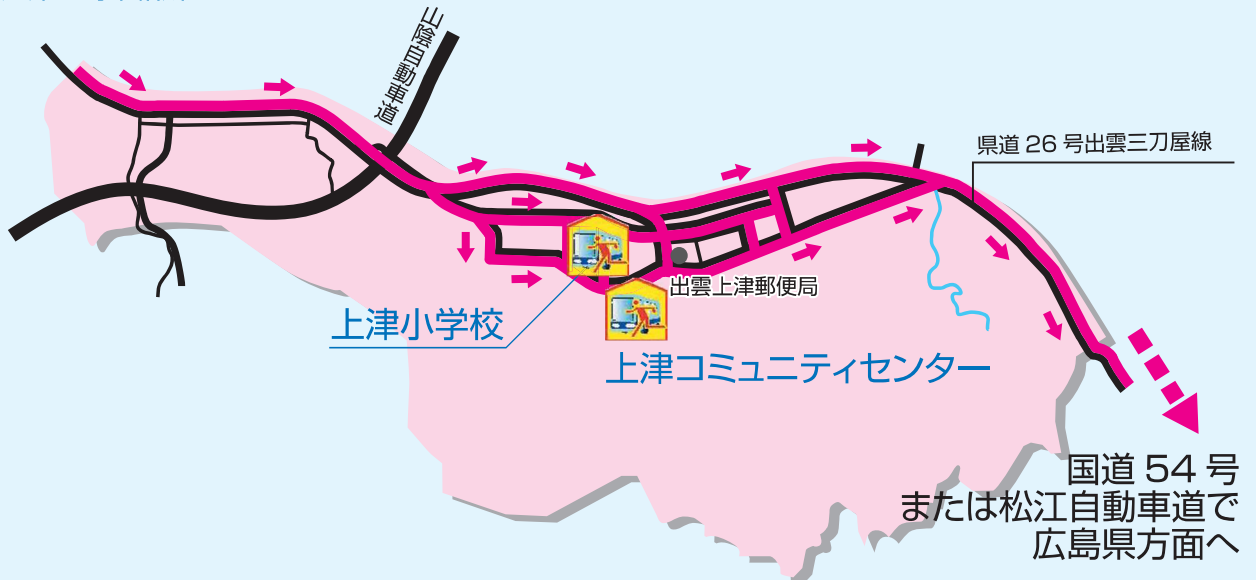 山陰自動車道
県道 26 号出雲三刀屋線
出雲上津郵便局
上津小学校
上津コミュニティセンター
国道 54 号
または松江自動車道で
広島県方面へ